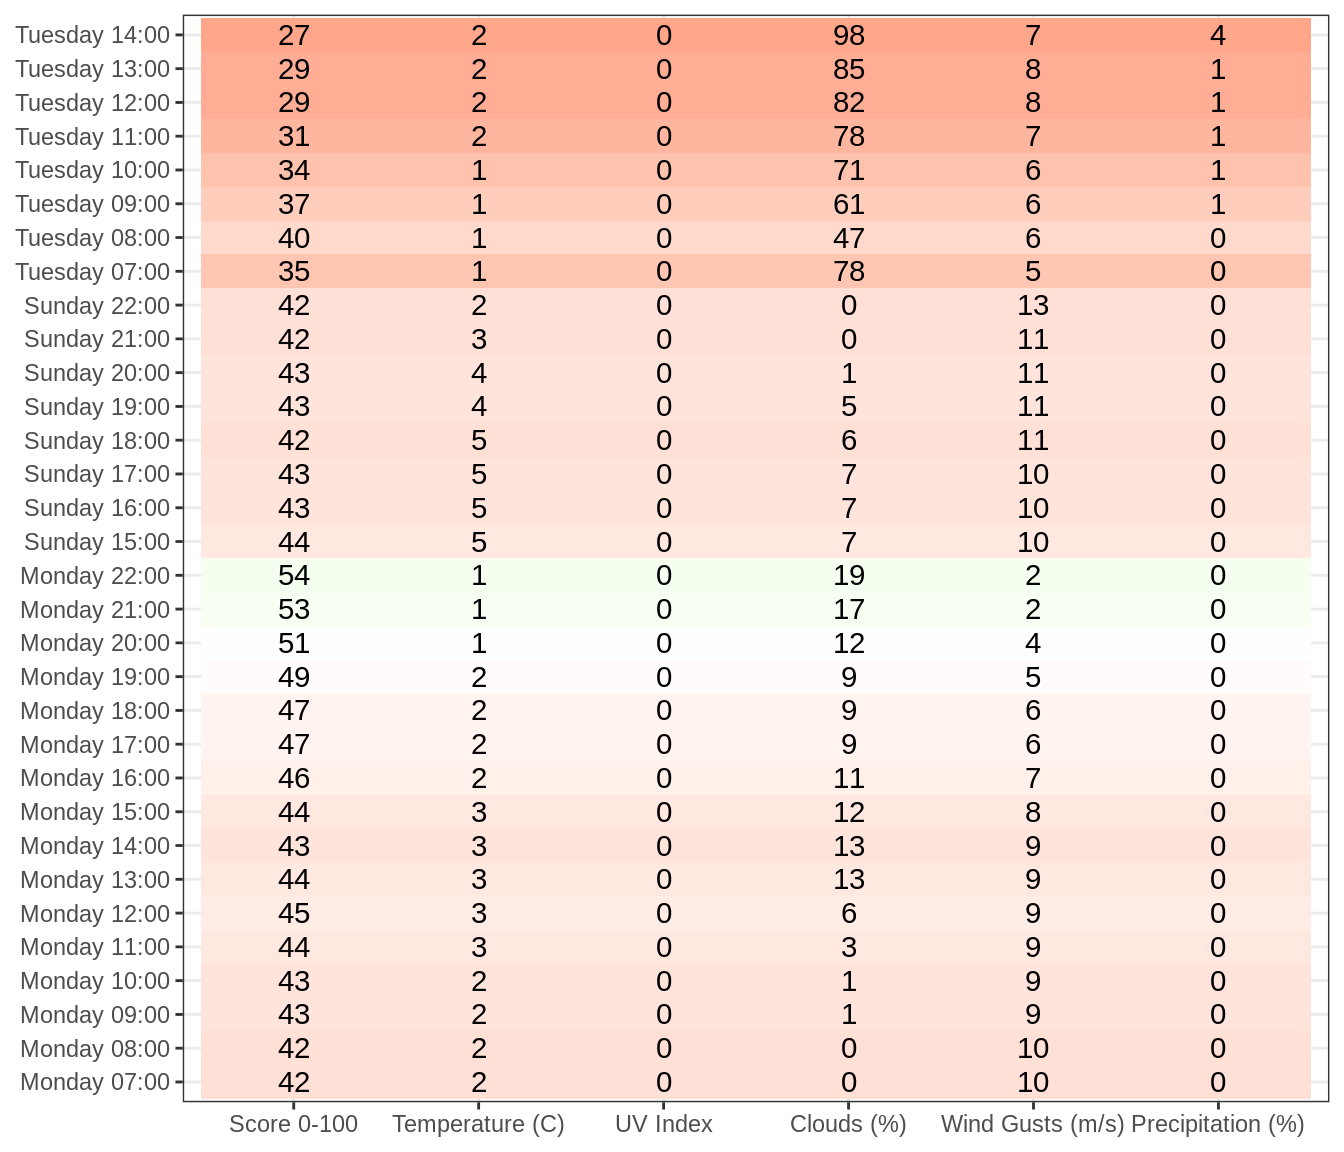 Tuesday 14:00 27 2 0 98 7 4
Tuesday 13:00 29 2 0 85 8 1
Tuesday 12:00 29 2 0 82 8 1
Tuesday 11:00 31 2 0 78 7 1
Tuesday 10:00 34 1 0 71 6 1
Tuesday 09:00 37 1 0 61 6 1
Tuesday 08:00 40 1 0 47 6 0
Tuesday 07:00 35 1 0 78 5 0
Sunday 22:00 42 2 0 0 13 0
Sunday 21:00 42 3 0 0 11 0
Sunday 20:00 43 4 0 1 11 0
Sunday 19:00 43 4 0 5 11 0
Sunday 18:00 42 5 0 6 11 0
Sunday 17:00 43 5 0 7 10 0
Sunday 16:00 43 5 0 7 10 0
Sunday 15:00 44 5 0 7 10 0
Monday 22:00 54 1 0 19 2 0
Monday 21:00 53 1 0 17 2 0
Monday 20:00 51 1 0 12 4 0
Monday 19:00 49 2 0 9 5 0
Monday 18:00 47 2 0 9 6 0
Monday 17:00 47 2 0 9 6 0
Monday 16:00 46 2 0 11 7 0
Monday 15:00 44 3 0 12 8 0
Monday 14:00 43 3 0 13 9 0
Monday 13:00 44 3 0 13 9 0
Monday 12:00 45 3 0 6 9 0
Monday 11:00 44 3 0 3 9 0
Monday 10:00 43 2 0 1 9 0
Monday 09:00 43 2 0 1 9 0
Monday 08:00 42 2 0 0 10 0
Monday 07:00 42 2 0 0 10 0
Score 0-100 Temperature (C) UV Index Clouds (%) Wind Gusts (m/s) Precipitation (%)